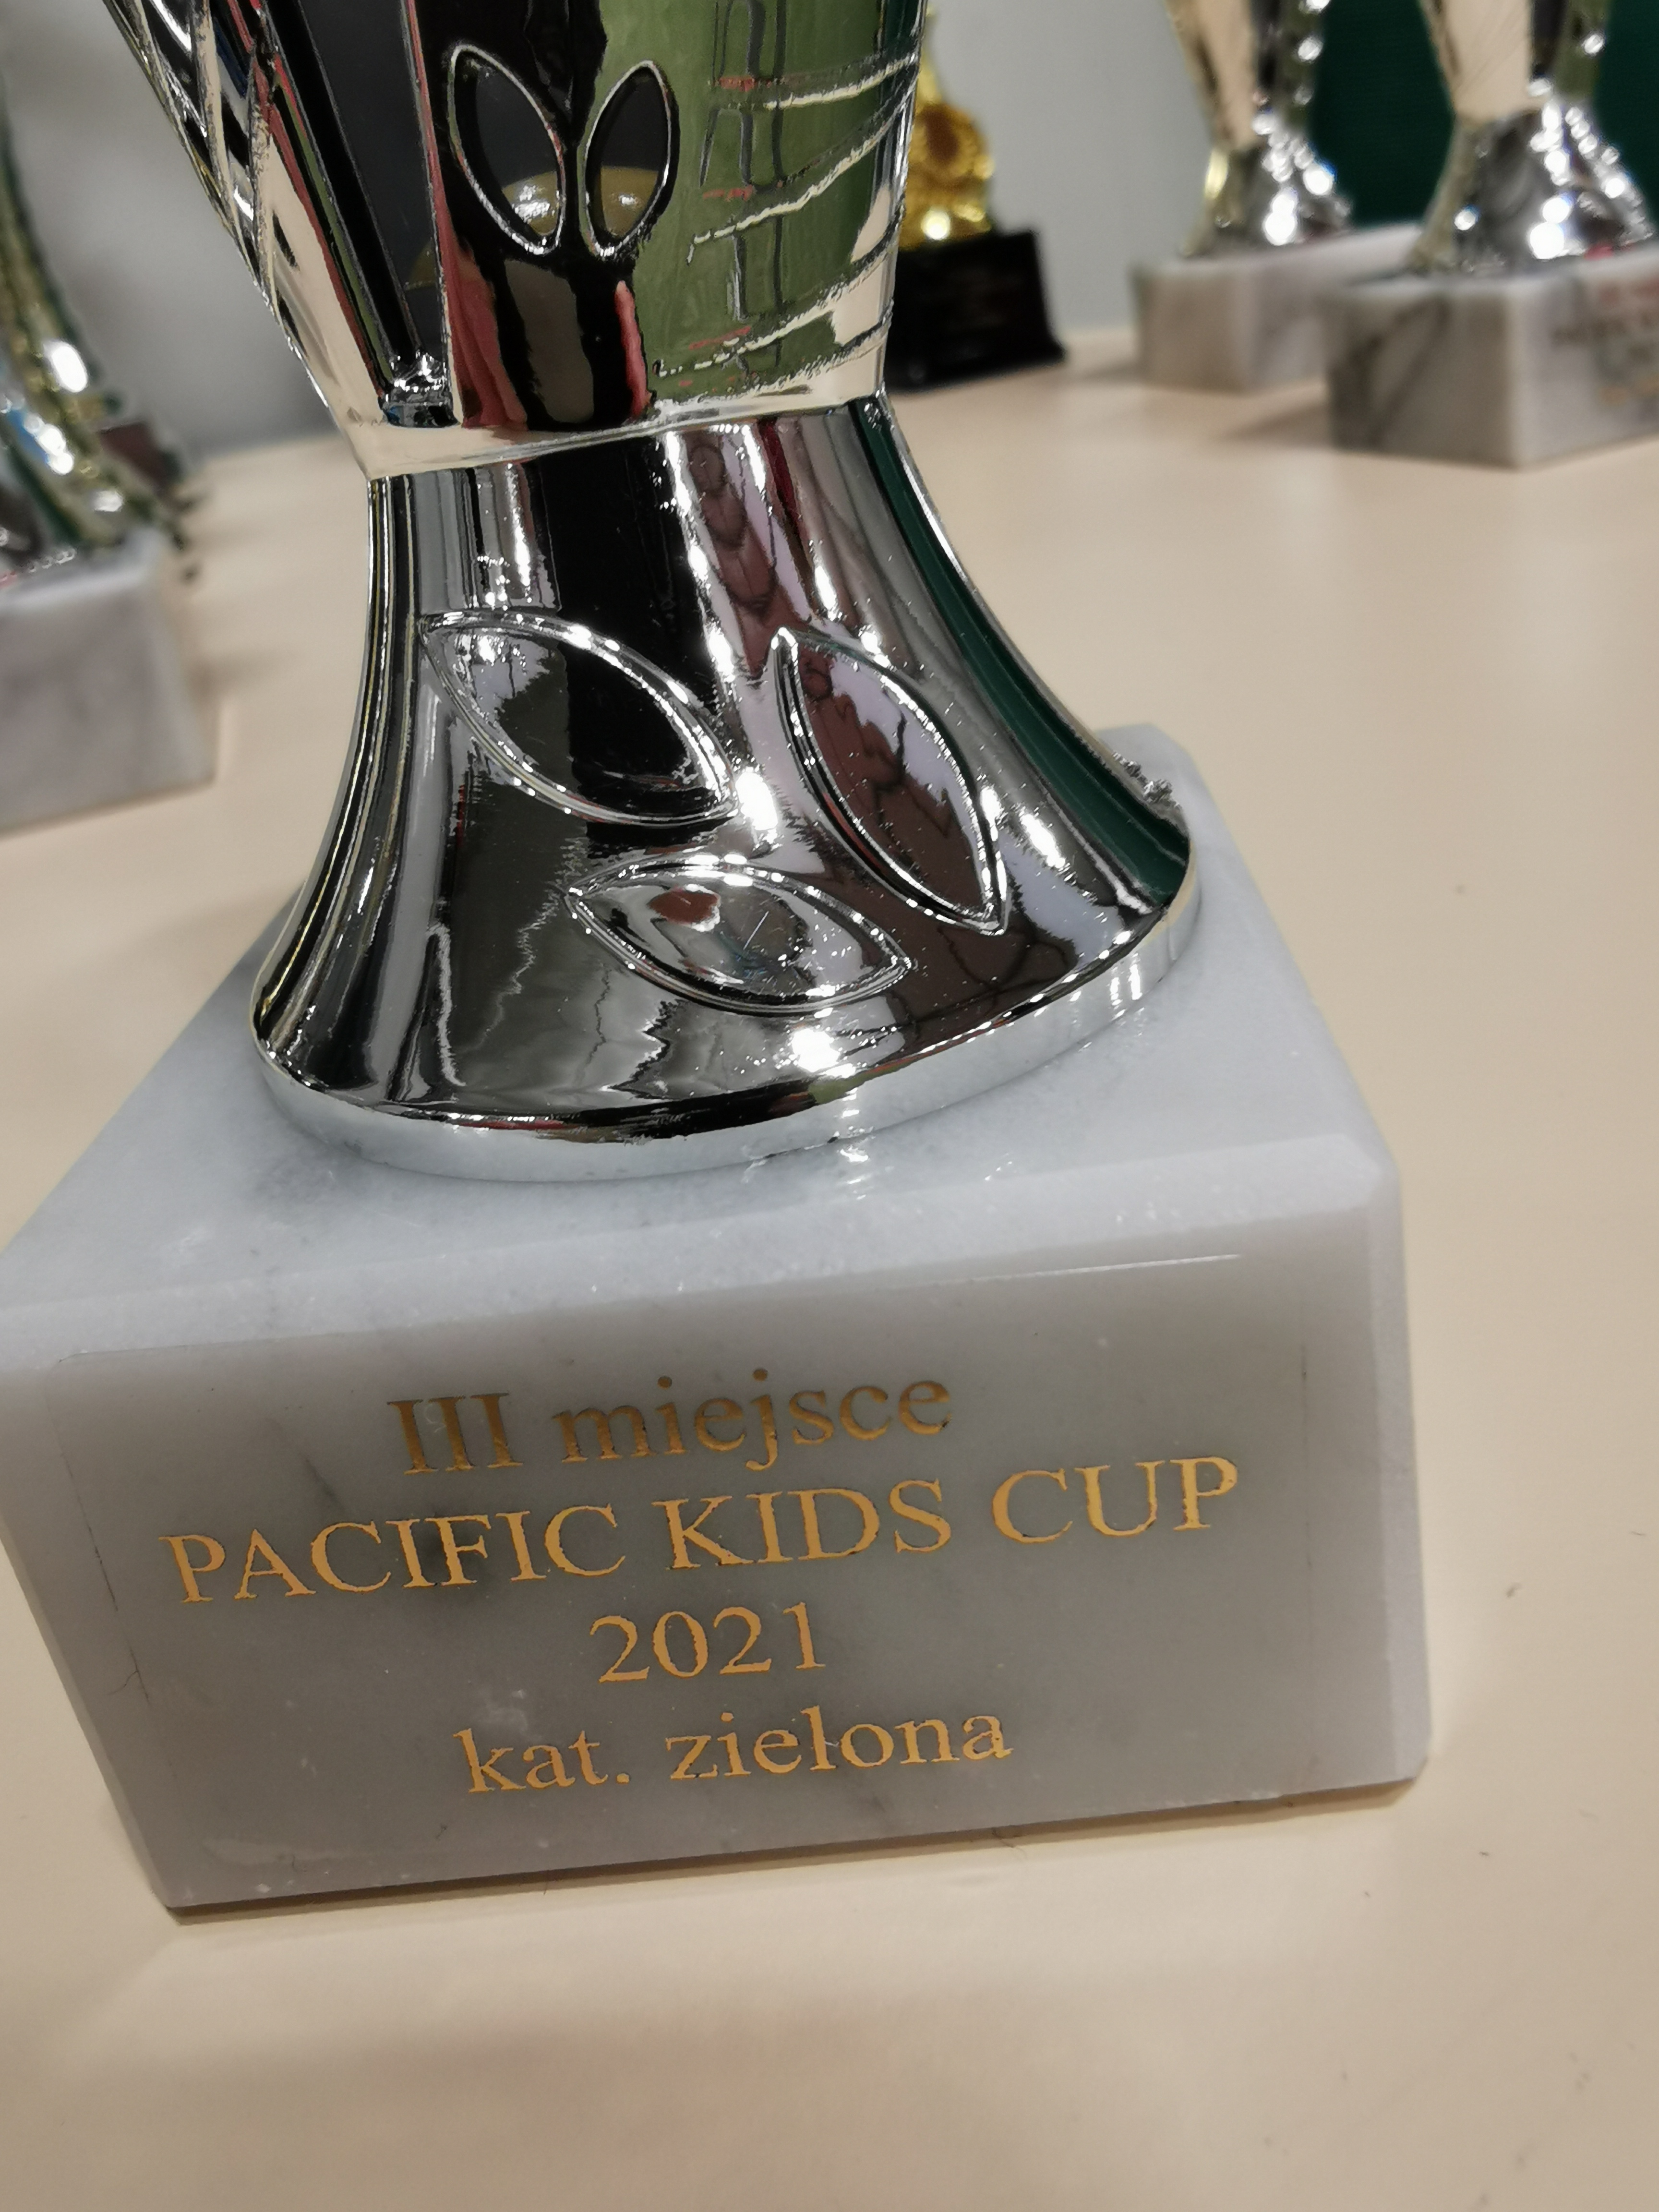 III miejsce
PACIFIC KIDS CUP
2021
kat. zielona